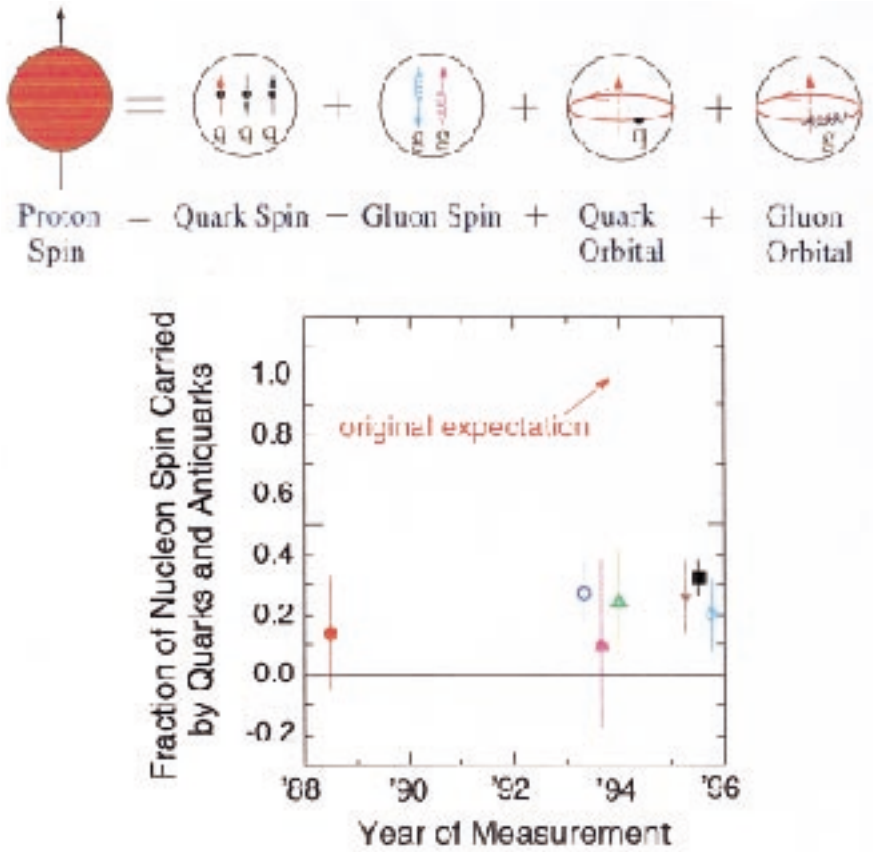 =
+
+
+
q q q
g g
q
g
Proton Spin – Quark Spin – Gluon Spin + Quark Orbital + Gluon Orbital
Fraction of Nucleon Spin Carried
by Quarks and Antiquarks
1.0
original expectation
0.8
0.6
0.4
0.2
0.0
-0.2
'88 '90 '92 '94 '96
Year of Measurement